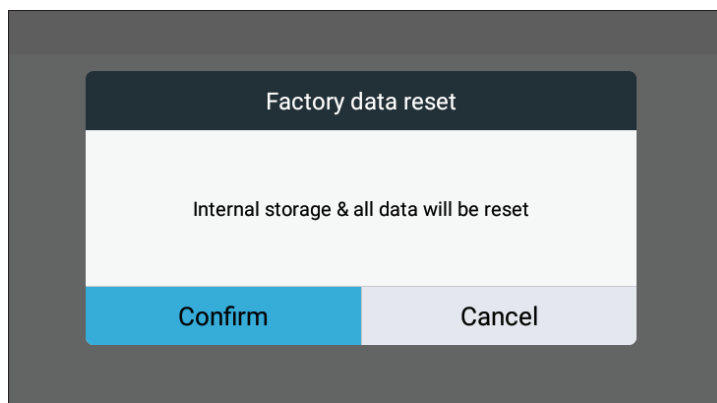 Factory data reset
Internal storage & all data will be reset
Confirm
Cancel